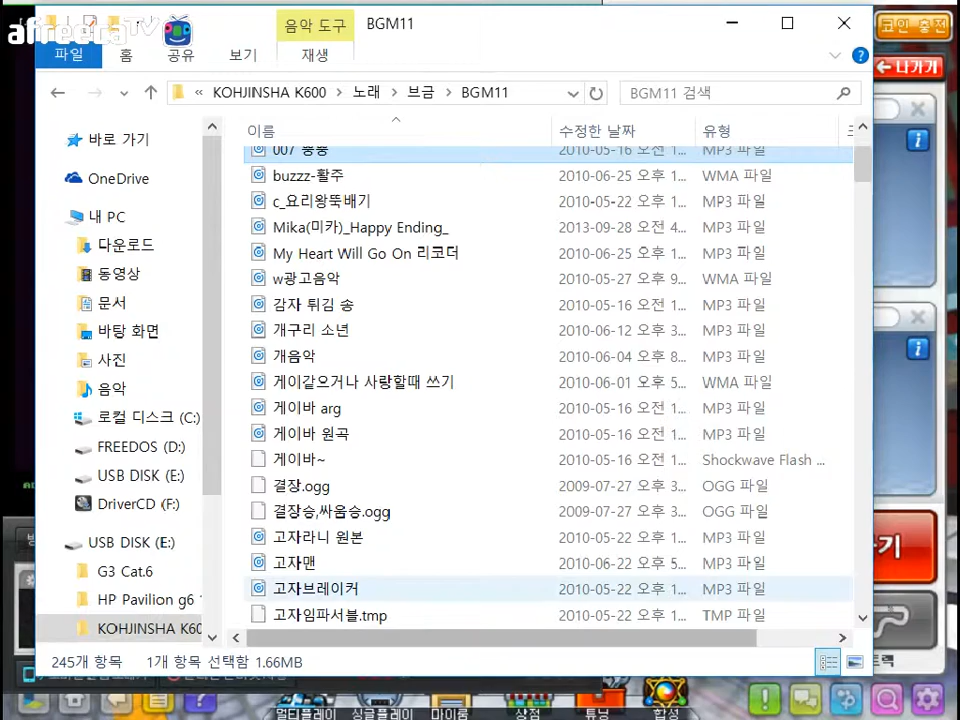 afreecaTV
음악 도구
BGM11
코인 충전
파일
홈
공유
보기
재생
나가기
« KOHJINSHA K600 > 노래 > 브금 > BGM11
BGM11 검색
이름
수정한 날짜
유형
바로 가기
OneDrive
내 PC
다운로드
동영상
문서
바탕 화면
사진
음악
로컬 디스크 (C:)
FREEDOS (D:)
USB DISK (E:)
DriverCD (F:)
USB DISK (E:)
G3 Cat.6
HP Pavilion g6
KOHJINSHA K60
2010-05-16 오전 1... MP3 파일
buzzz-활주 2010-06-25 오후 1... WMA 파일
c_요리왕뚝배기 2010-05-22 오후 1... MP3 파일
Mika(미카)_Happy Ending_ 2013-09-28 오전 4... MP3 파일
My Heart Will Go On 리코더 2010-06-25 오후 1... MP3 파일
w광고음악 2010-05-27 오후 9... WMA 파일
감자 튀김 송 2010-05-16 오전 1... MP3 파일
개구리 소년 2010-06-12 오후 3... MP3 파일
개음악 2010-06-04 오후 8... MP3 파일
게이같으거나 사랑할때 쓰기 2010-06-01 오후 5... WMA 파일
게이바 arg 2010-05-16 오전 1... MP3 파일
게이바 원곡 2010-05-16 오전 1... MP3 파일
게이바~ 2010-05-16 오전 1... Shockwave Flash ...
결장.ogg 2009-07-27 오후 3... OGG 파일
결장승,싸움승.ogg 2009-07-27 오후 3... OGG 파일
고자라니 원본 2010-05-22 오후 1... MP3 파일
고자맨 2010-06-22 오후 5... MP3 파일
고자브레이커 2010-05-22 오후 1... MP3 파일
고자임파서블.tmp 2010-05-22 오후 1... TMP 파일
245개 항목 1개 항목 선택함 1.66MB
멀티플레이
싱글플레이
마이룸
상점
튜닝
합성